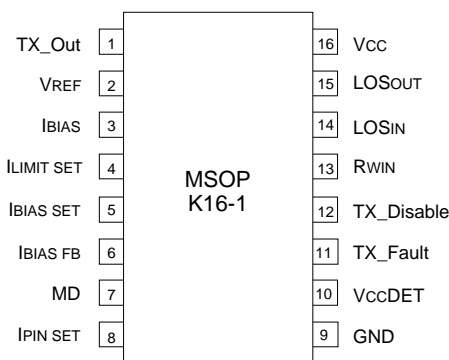 TX_Out 1 16 VCC
VREF 2 15 LOSOUT
IBIAS 3 14 LOSIN
ILIMIT SET 4 13 RWIN
MSOP
K16-1
IBIAS SET 5 12 TX_Disable
IBIAS FB 6 11 TX_Fault
MD 7 10 VCCDET
IPIN SET 8 9 GND